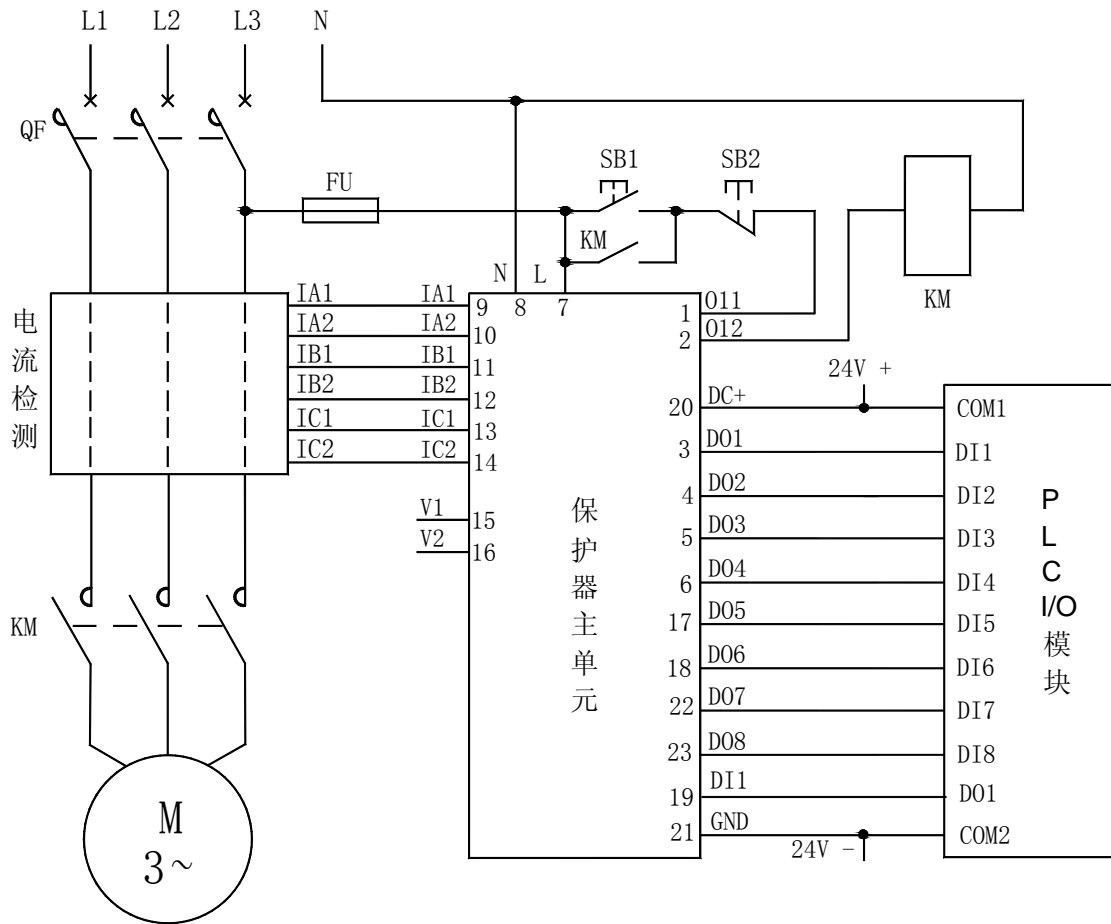 L1 L2 L3 N
QF
FU
SB1
SB2
KM
KM
N L
8 7
电流检测
IA1 IA1 9
IA2 IA2 10
IB1 IB1 11
IB2 IB2 12
IC1 IC1 13
IC2 IC2 14
V1 15
V2 16
保护器主单元
1 O11
2 O12
24V +
20 DC+ COM1
3 DO1 DI1
4 DO2 DI2
5 DO3 DI3
6 DO4 DI4
17 DO5 DI5
18 DO6 DI6
22 DO7 DI7
23 DO8 DI8
19 DI1 DO1
21 GND COM2
24V -
PLC I/O模块
KM
M
3~